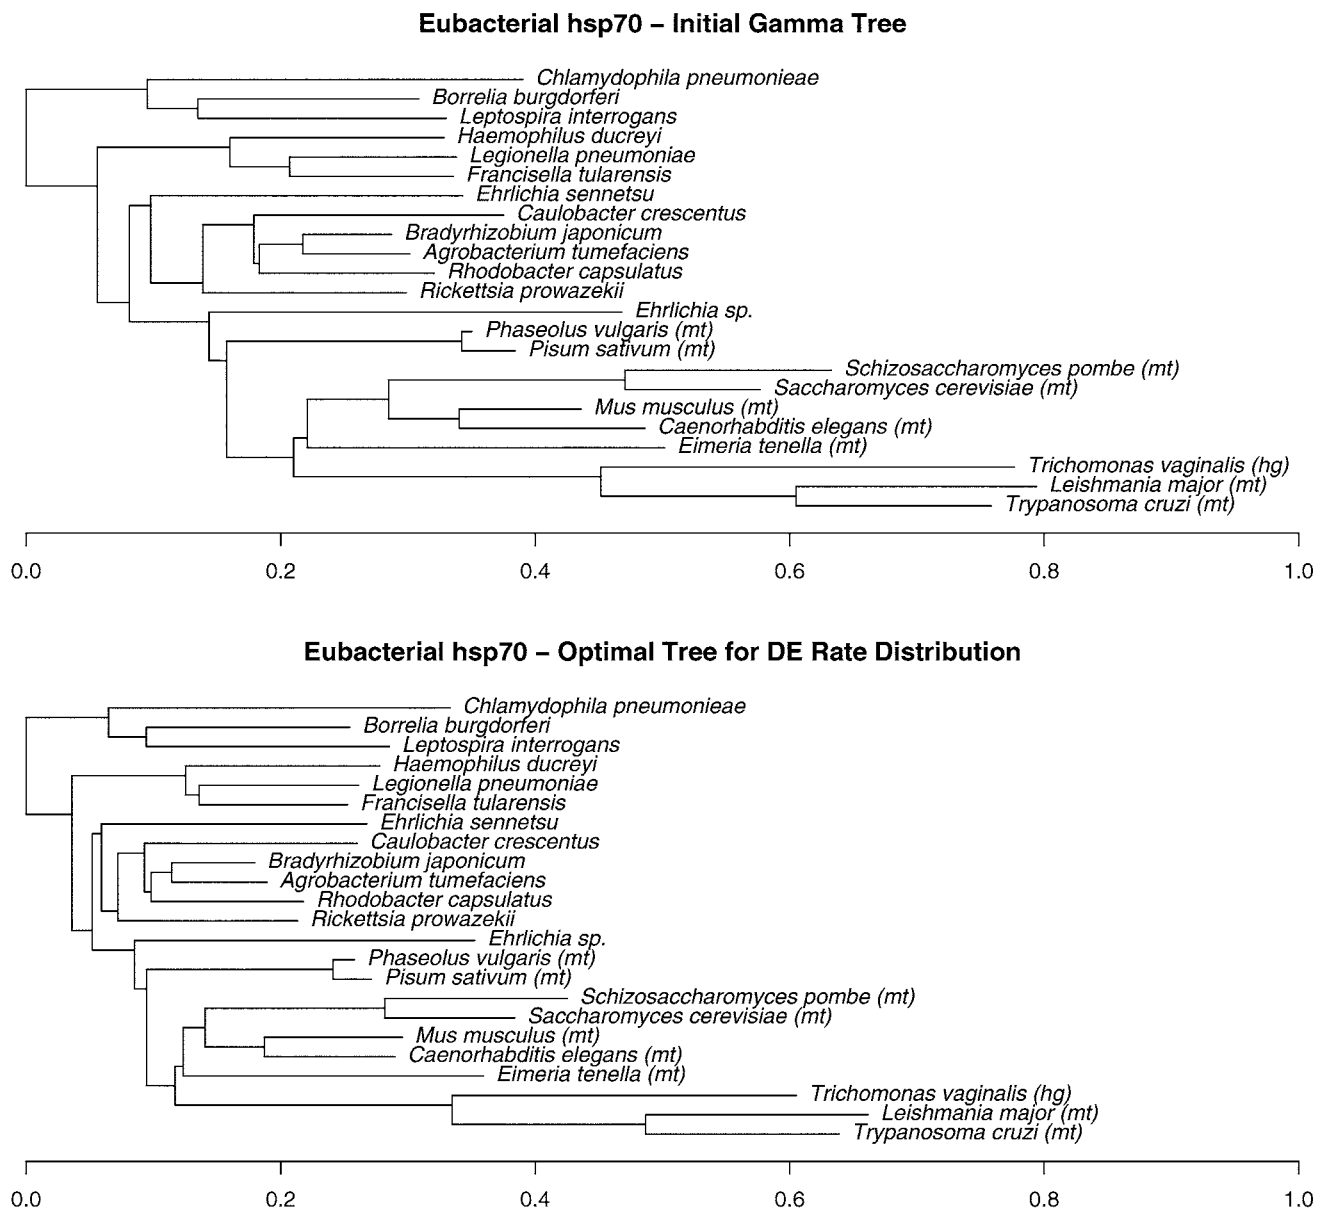 Eubacterial hsp70 – Initial Gamma Tree
Chlamydophila pneumonieae
Borrelia burgdorferi
Leptospira interrogans
Haemophilus ducreyi
Legionella pneumoniae
Francisella tularensis
Ehrlichia sennetsu
Caulobacter crescentus
Bradyrhizobium japonicum
Agrobacterium tumefaciens
Rhodobacter capsulatus
Rickettsia prowazekii
Ehrlichia sp.
Phaseolus vulgaris (mt)
Pisum sativum (mt)
Schizosaccharomyces pombe (mt)
Saccharomyces cerevisiae (mt)
Mus musculus (mt)
Caenorhabditis elegans (mt)
Eimeria tenella (mt)
Trichomonas vaginalis (hg)
Leishmania major (mt)
Trypanosoma cruzi (mt)
0.0 0.2 0.4 0.6 0.8 1.0
Eubacterial hsp70 – Optimal Tree for DE Rate Distribution
Chlamydophila pneumonieae
Borrelia burgdorferi
Leptospira interrogans
Haemophilus ducreyi
Legionella pneumoniae
Francisella tularensis
Ehrlichia sennetsu
Caulobacter crescentus
Bradyrhizobium japonicum
Agrobacterium tumefaciens
Rhodobacter capsulatus
Rickettsia prowazekii
Ehrlichia sp.
Phaseolus vulgaris (mt)
Pisum sativum (mt)
Schizosaccharomyces pombe (mt)
Saccharomyces cerevisiae (mt)
Mus musculus (mt)
Caenorhabditis elegans (mt)
Eimeria tenella (mt)
Trichomonas vaginalis (hg)
Leishmania major (mt)
Trypanosoma cruzi (mt)
0.0 0.2 0.4 0.6 0.8 1.0